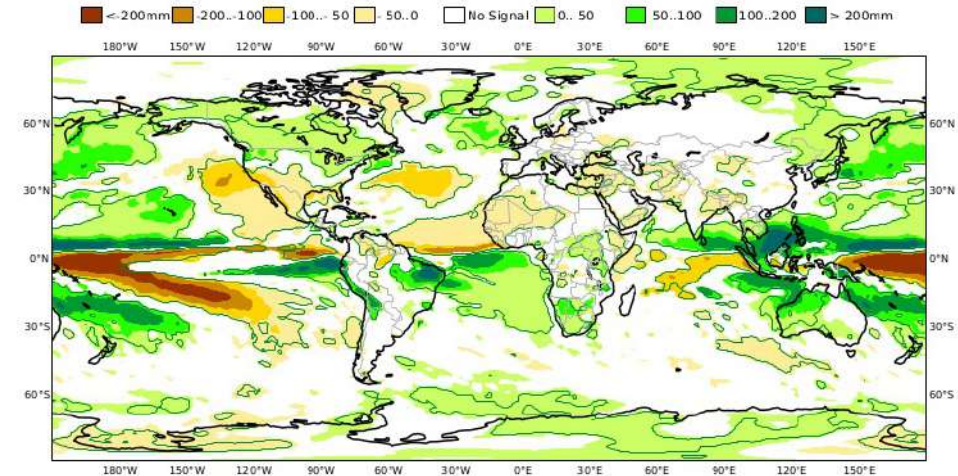 <-200mm -200..-100 -100..- 50 - 50..0 No Signal 0.. 50 50..100 100..200 > 200mm
180°W 150°W 120°W 90°W 60°W 30°W 0°E 30°E 60°E 90°E 120°E 150°E
60°N 60°N
30°N 30°N
0°N 0°N
30°S 30°S
60°S 60°S
180°W 150°W 120°W 90°W 60°W 30°W 0°E 30°E 60°E 90°E 120°E 150°E